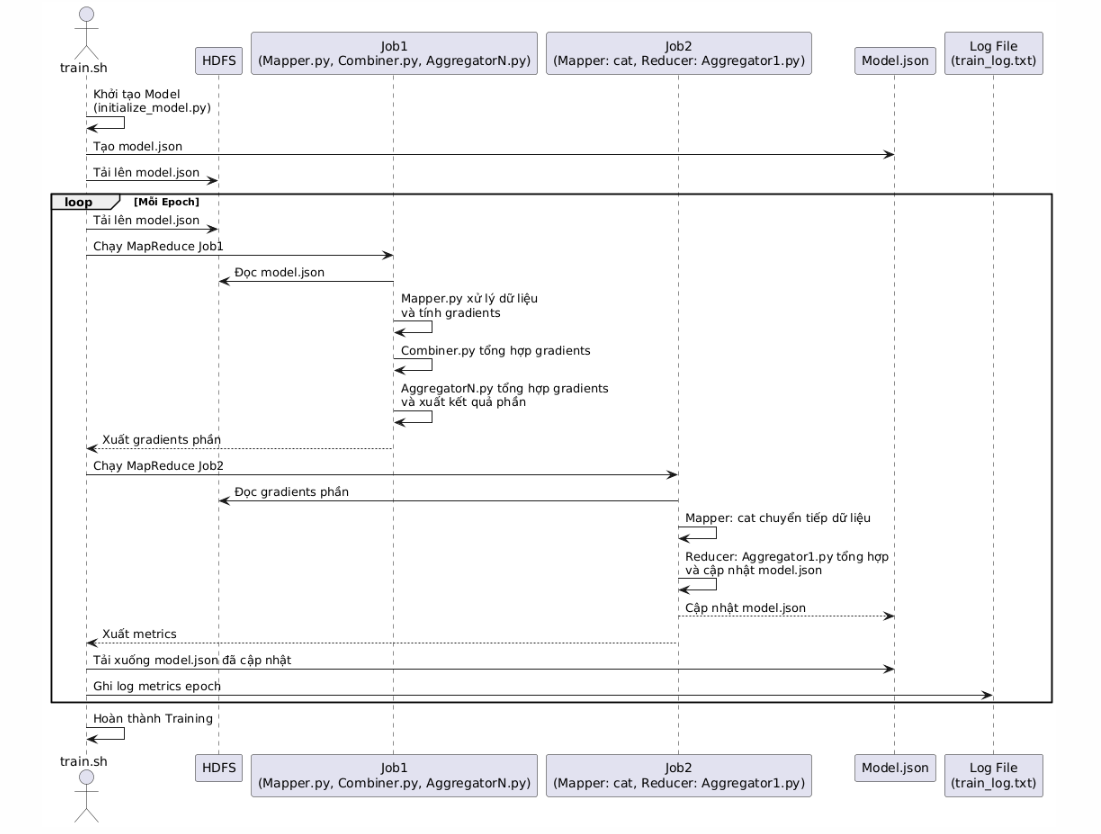 train.sh
HDFS
Job1
(Mapper.py, Combiner.py, AggregatorN.py)
Job2
(Mapper: cat, Reducer: Aggregator1.py)
Model.json
Log File
(train_log.txt)
Khởi tạo Model
(initialize_model.py)
Tạo model.json
Tải lên model.json
loop [Mỗi Epoch]
Tải lên model.json
Chạy MapReduce Job1
Đọc model.json
Mapper.py xử lý dữ liệu
và tính gradients
Combiner.py tổng hợp gradients
AggregatorN.py tổng hợp gradients
và xuất kết quả phần
Xuất gradients phần
Chạy MapReduce Job2
Đọc gradients phần
Mapper: cat chuyển tiếp dữ liệu
Reducer: Aggregator1.py tổng hợp
và cập nhật model.json
Cập nhật model.json
Xuất metrics
Tải xuống model.json đã cập nhật
Ghi log metrics epoch
Hoàn thành Training
train.sh
HDFS
Job1
(Mapper.py, Combiner.py, AggregatorN.py)
Job2
(Mapper: cat, Reducer: Aggregator1.py)
Model.json
Log File
(train_log.txt)